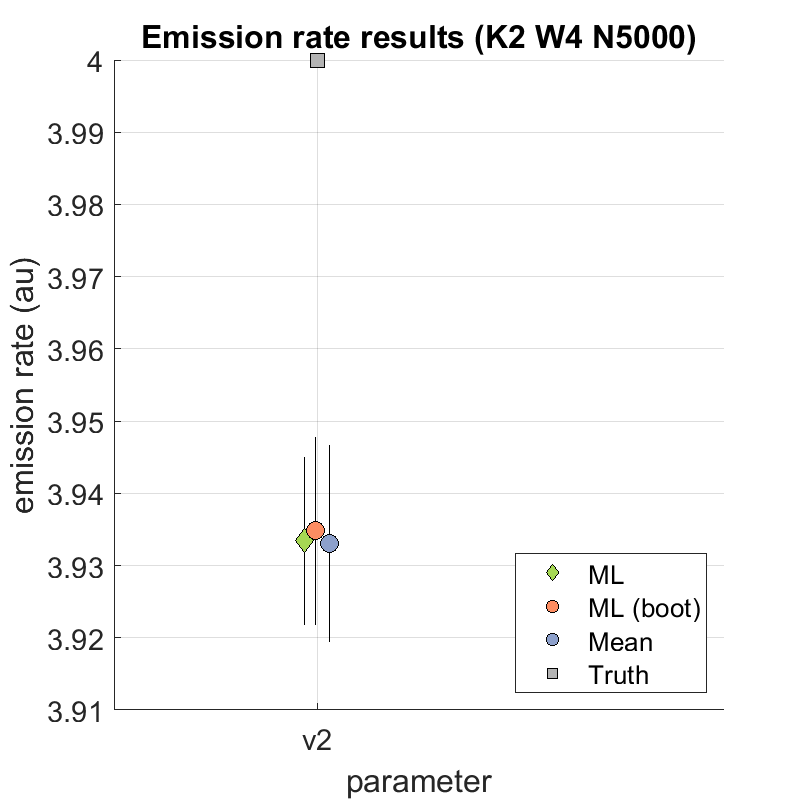 Emission rate results (K2 W4 N5000)
4
3.99
3.98
3.97
3.96
3.95
3.94
3.93
3.92
3.91
emission rate (au)
ML
ML (boot)
Mean
Truth
v2
parameter